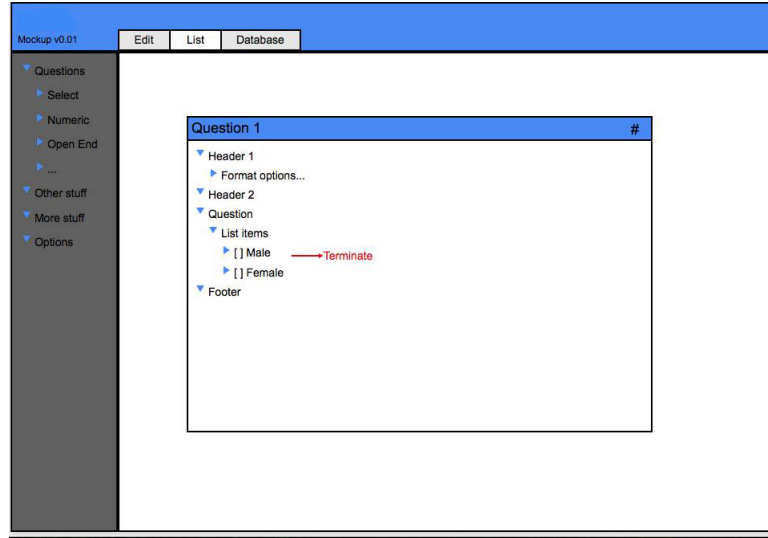 Mockup v0.01
Edit List Database
Questions
Select
Numeric
Open End
...
Other stuff
More stuff
Options
Question 1 #
Header 1
Format options...
Header 2
Question
List items
[ ] Male Terminate
[ ] Female
Footer